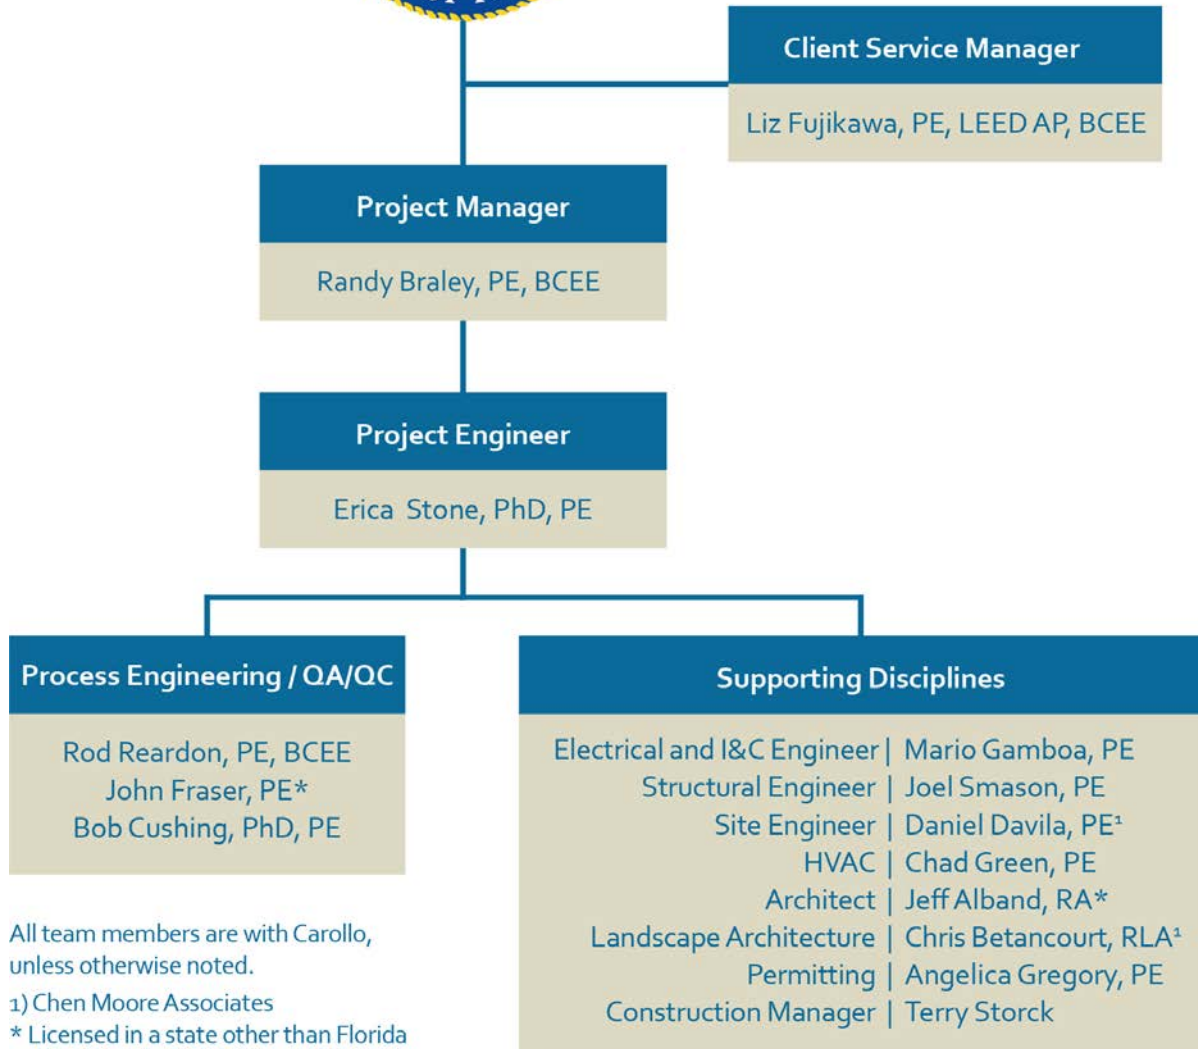 Client Service Manager
Liz Fujikawa, PE, LEED AP, BCEE
Project Manager
Randy Braley, PE, BCEE
Project Engineer
Erica Stone, PhD, PE
Process Engineering / QA/QC
Rod Reardon, PE, BCEE
John Fraser, PE*
Bob Cushing, PhD, PE
Supporting Disciplines
Electrical and I&C Engineer | Mario Gamboa, PE
Structural Engineer | Joel Smason, PE
Site Engineer | Daniel Davila, PE¹
HVAC | Chad Green, PE
Architect | Jeff Alband, RA*
Landscape Architecture | Chris Betancourt, RLA¹
Permitting | Angelica Gregory, PE
Construction Manager | Terry Storck
All team members are with Carollo,
unless otherwise noted.
1) Chen Moore Associates
* Licensed in a state other than Florida